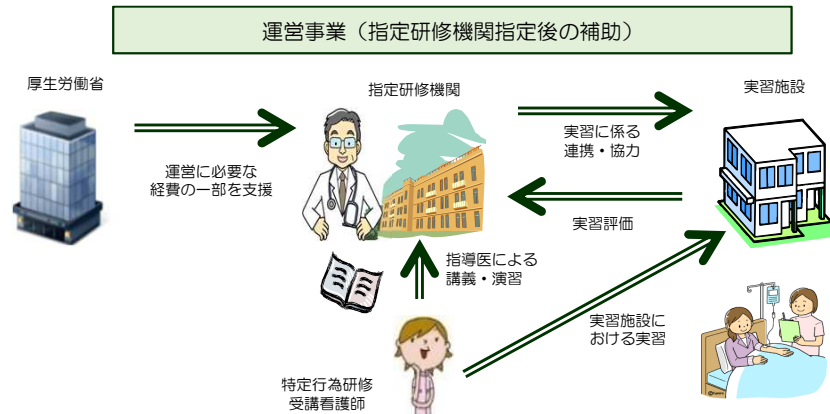 運営事業（指定研修機関指定後の補助）
厚生労働省
指定研修機関
実習施設
運営に必要な
経費の一部を支援
実習に係る
連携・協力
実習評価
指導医による
講義・演習
実習施設に
おける実習
特定行為研修
受講看護師